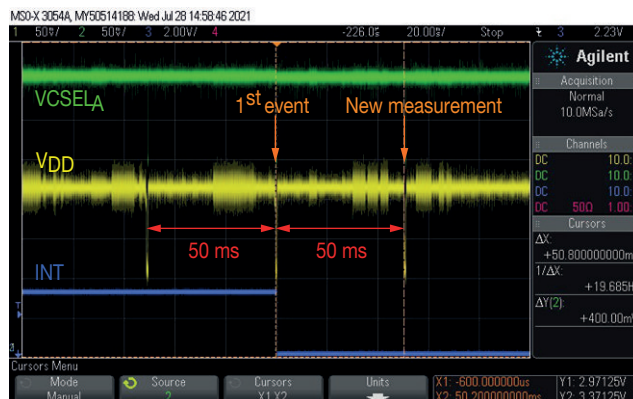 MSO-X 3054A, MY50514188: Wed Jul 28 14:58:46 2021
1 50%/ 2 50%/ 3 2.00V/ 4 -226.0s 20.00s/ Stop 3 2.23V
Agilent
Acquisition
Normal
10.0MSa/s
Channels
DC 10.0:
DC 10.0:
DC 10.0:
DC 50Ω 1.00:
Cursors
ΔX:
+50.800000000m
1/ΔX:
+19.685H
ΔY(2):
+400.00m
VCSELA
1st event
New measurement
VDD
50 ms
50 ms
INT
Cursors Menu
Mode
Manual
Source
2
Cursors
X1 X2
Units
X1: -600.000000us
X2: 50.200000000ms
Y1: 2.97125V
Y2: 3.37125V